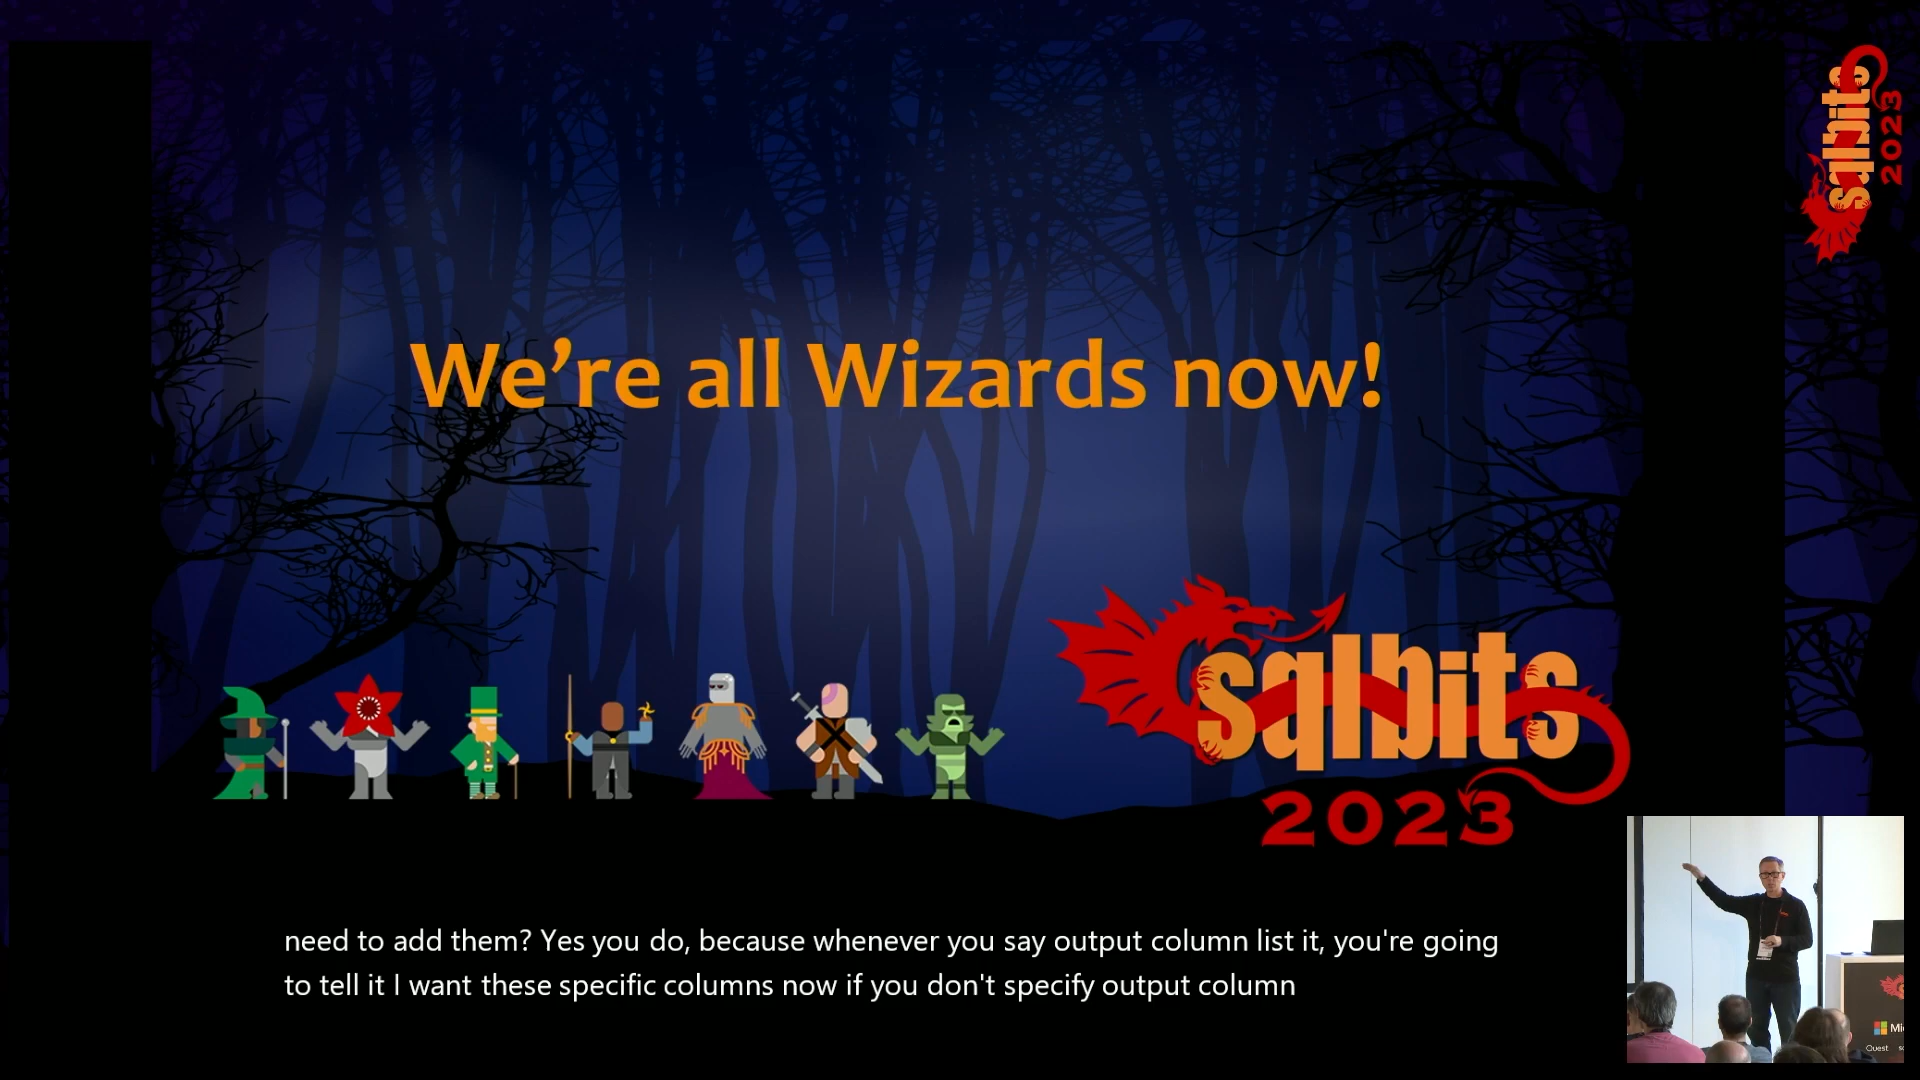 sqlbits
2023
We're all Wizards now!
sqlbits
2023
need to add them? Yes you do, because whenever you say output column list it, you're going
to tell it I want these specific columns now if you don't specify output column
Quest